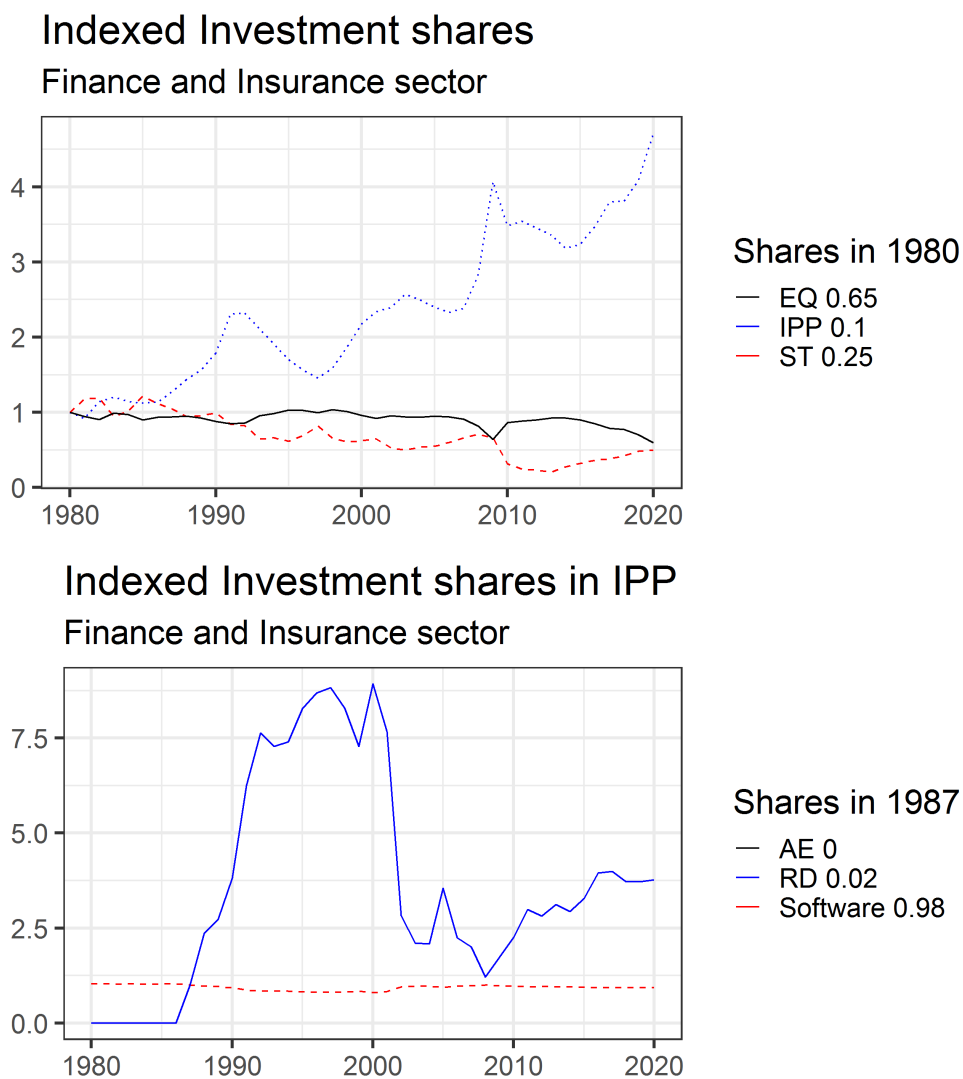 Indexed Investment shares
Finance and Insurance sector
4
3
2
1
0
1980 1990 2000 2010 2020
Shares in 1980
EQ 0.65
IPP 0.1
ST 0.25
Indexed Investment shares in IPP
Finance and Insurance sector
7.5
5.0
2.5
0.0
1980 1990 2000 2010 2020
Shares in 1987
AE 0
RD 0.02
Software 0.98